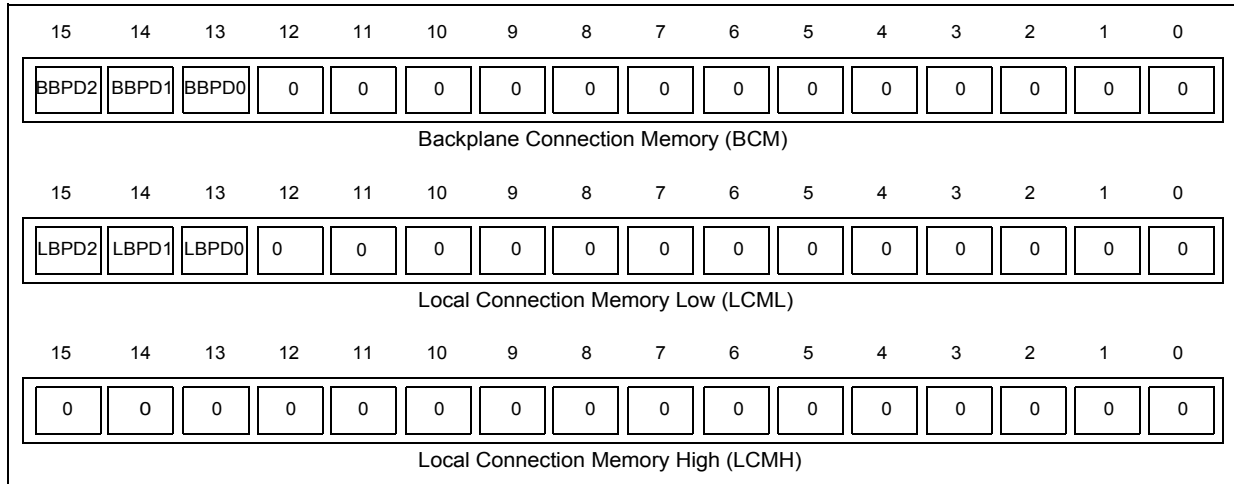 15 14 13 12 11 10 9 8 7 6 5 4 3 2 1 0
BBPD2 BBPD1 BBPD0 0 0 0 0 0 0 0 0 0 0 0 0 0
Backplane Connection Memory (BCM)
15 14 13 12 11 10 9 8 7 6 5 4 3 2 1 0
LBPD2 LBPD1 LBPD0 0 0 0 0 0 0 0 0 0 0 0 0 0
Local Connection Memory Low (LCML)
15 14 13 12 11 10 9 8 7 6 5 4 3 2 1 0
0 0 0 0 0 0 0 0 0 0 0 0 0 0 0 0
Local Connection Memory High (LCMH)